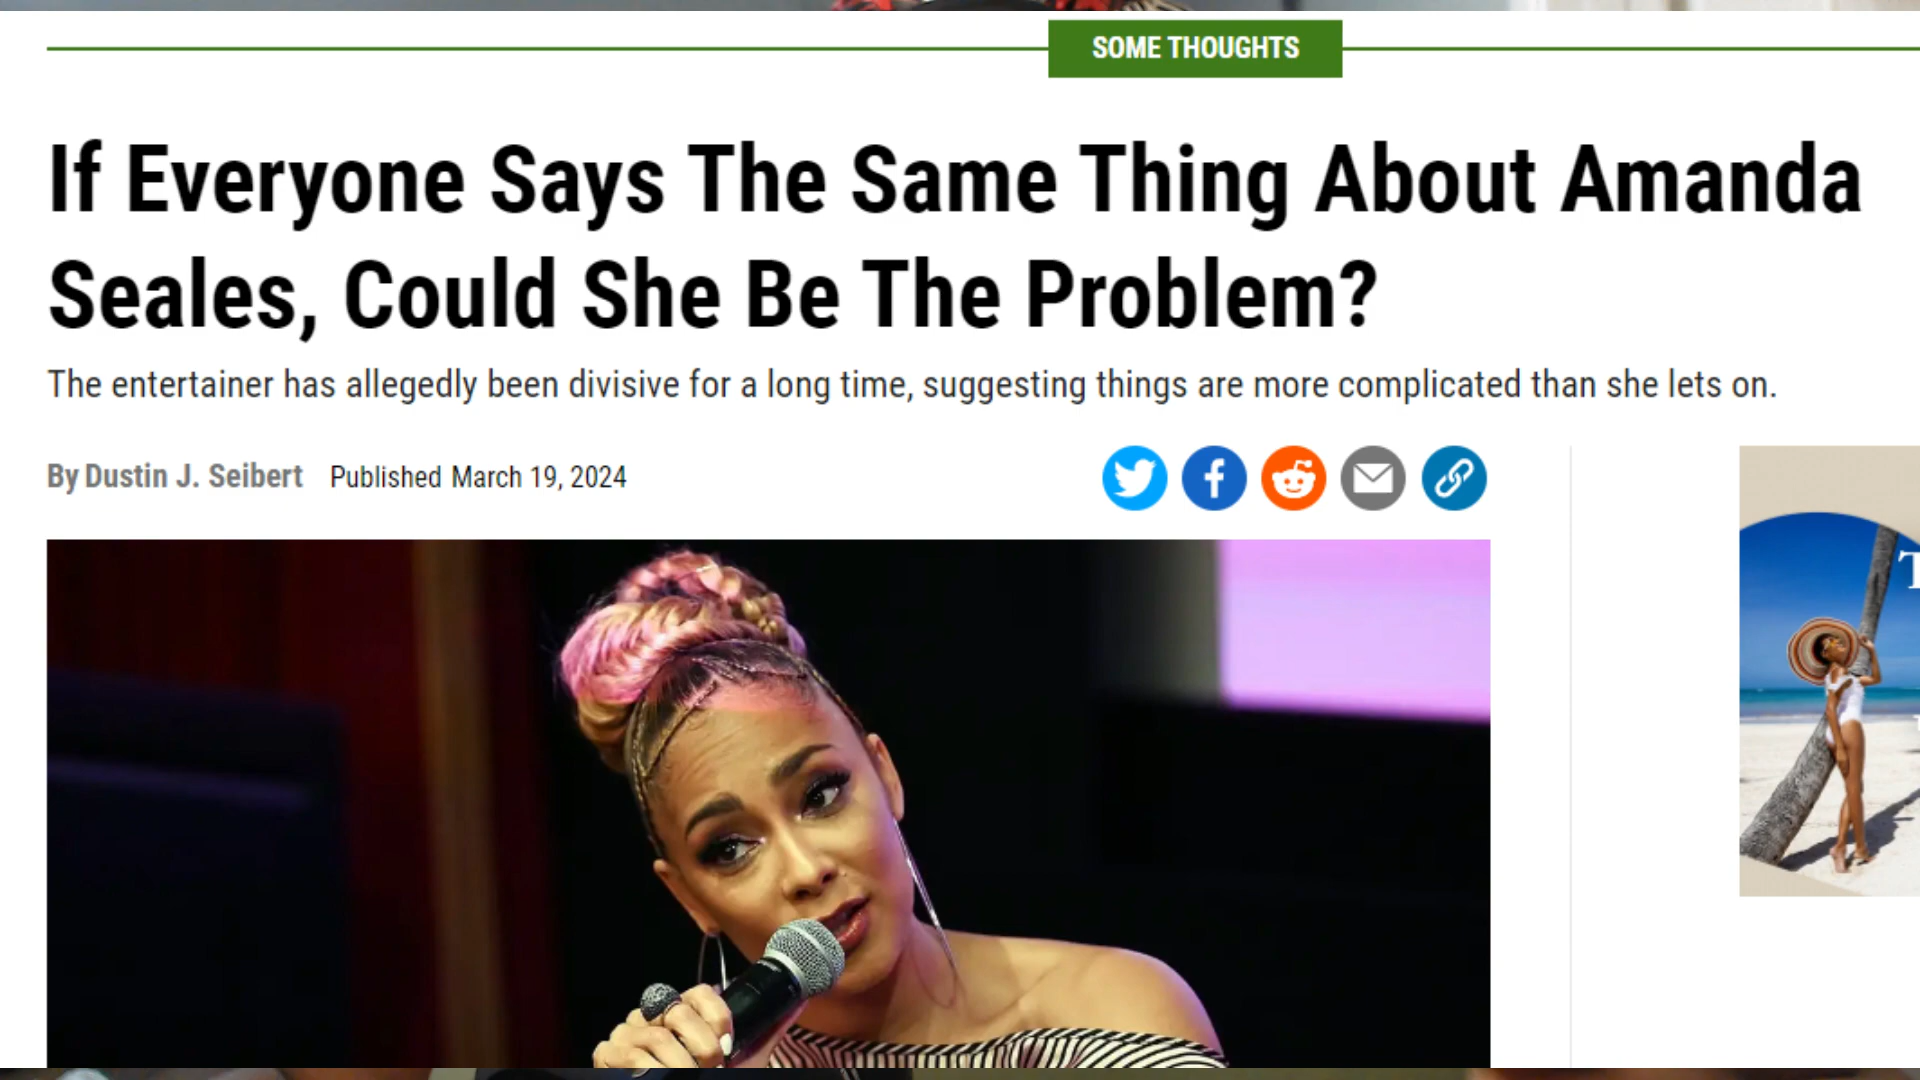 SOME THOUGHTS
If Everyone Says The Same Thing About Amanda
Seales, Could She Be The Problem?
The entertainer has allegedly been divisive for a long time, suggesting things are more complicated than she lets on.
By Dustin J. Seibert Published March 19, 2024